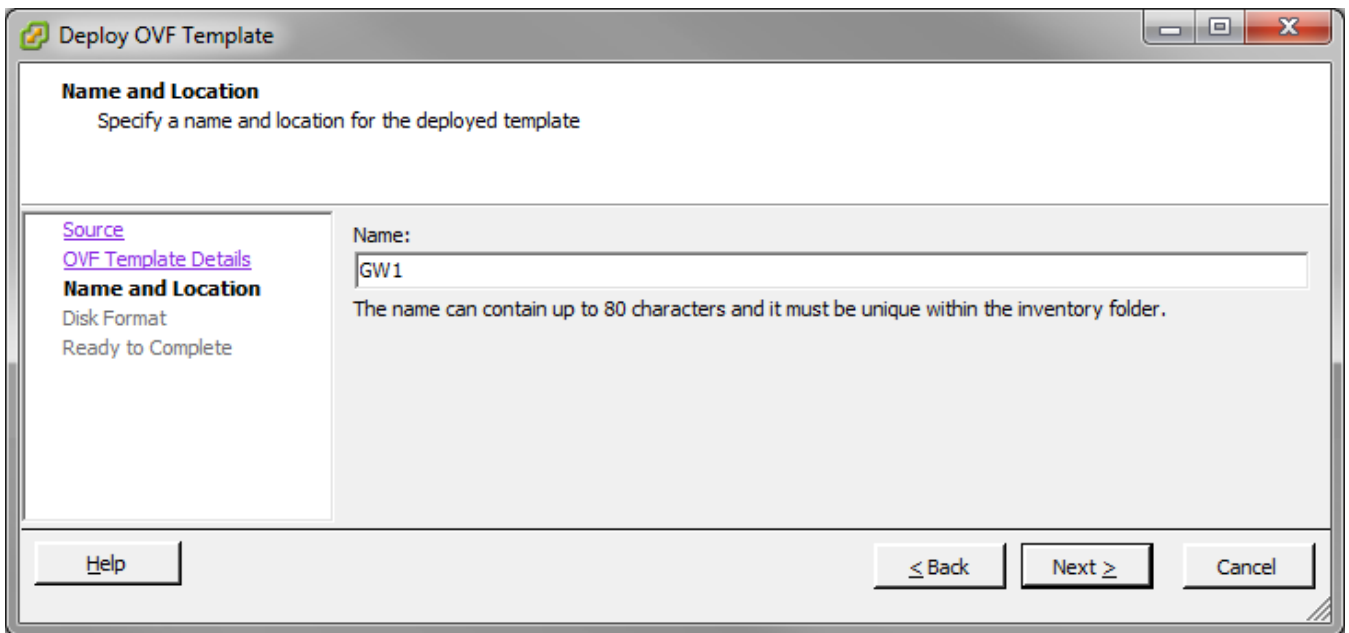 Deploy OVF Template
Name and Location
Specify a name and location for the deployed template
Source
OVF Template Details
Name and Location
Disk Format
Ready to Complete
Name:
GW1
The name can contain up to 80 characters and it must be unique within the inventory folder.
Help
< Back
Next >
Cancel